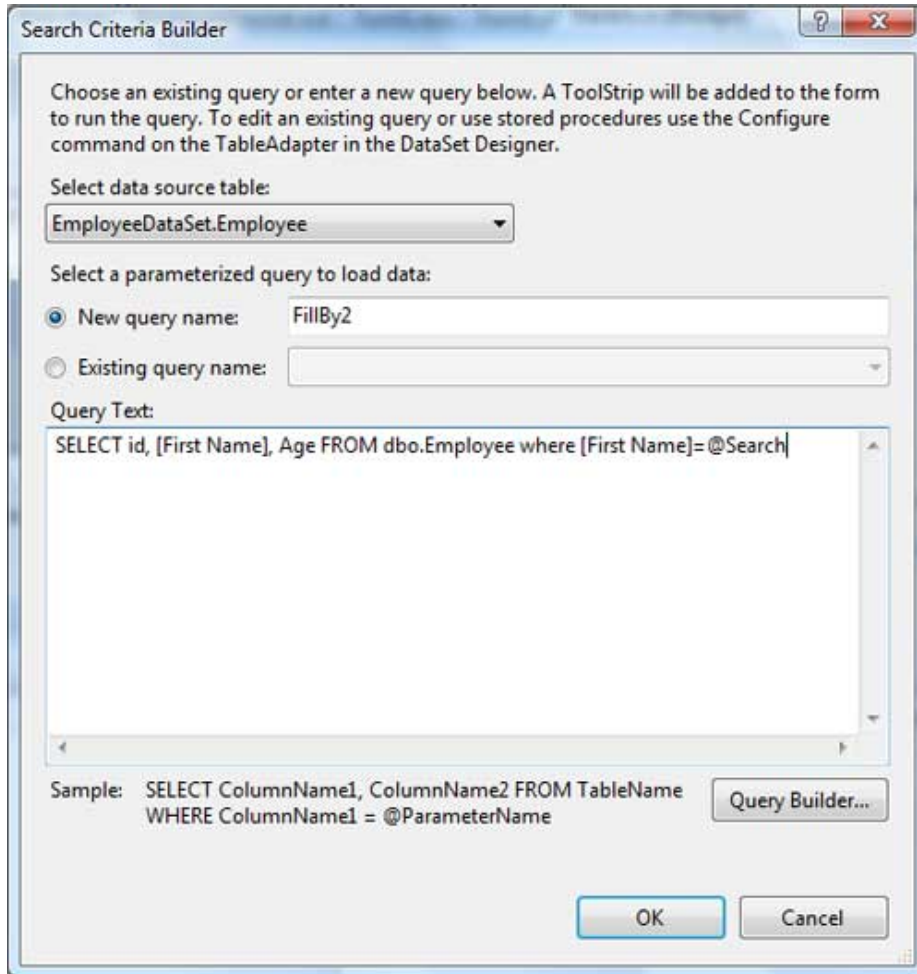 Search Criteria Builder
?
Choose an existing query or enter a new query below. A ToolStrip will be added to the form
to run the query. To edit an existing query or use stored procedures use the Configure
command on the TableAdapter in the DataSet Designer.
Select data source table:
EmployeeDataSet.Employee
Select a parameterized query to load data:
New query name: FillBy2
Existing query name:
Query Text:
SELECT id, [First Name], Age FROM dbo.Employee where [First Name]=@Search
Sample: SELECT ColumnName1, ColumnName2 FROM TableName
WHERE ColumnName1 = @ParameterName
Query Builder...
OK Cancel